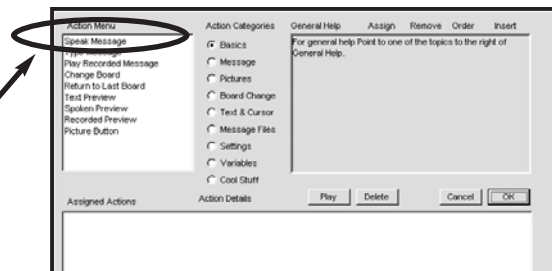 Action Menu
Speak Message
Type Message
Play Recorded Message
Change Board
Return to Last Board
Text Preview
Spoken Preview
Recorded Preview
Picture Button
Action Categories
Basics
Message
Pictures
Board Change
Text & Cursor
Message Files
Settings
Variables
Cool Stuff
General Help Assign Remove Order Insert
For general help Point to one of the topics to the right of
General Help.
Assigned Actions
Action Details
Play Delete Cancel OK